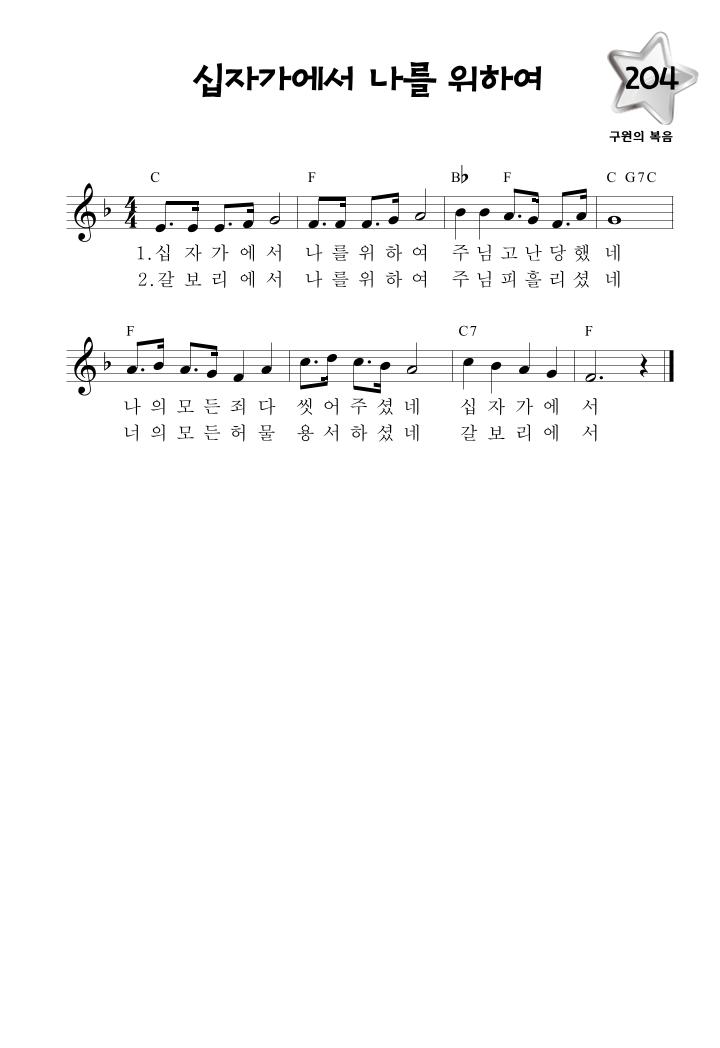 십자가에서 나를 위하여
204
구원의 복음
C F B♭ F C G7 C
4
4
1.십 자 가 에 서 나 를 위 하 여 주 님 고 난 당 했 네
2.갈 보 리 에 서 나 를 위 하 여 주 님 피 흘 리 셨 네
F C7 F
나 의 모 든 죄 다 씻 어 주 셨 네 십 자 가 에 서
너 의 모 든 허 물 용 서 하 셨 네 갈 보 리 에 서